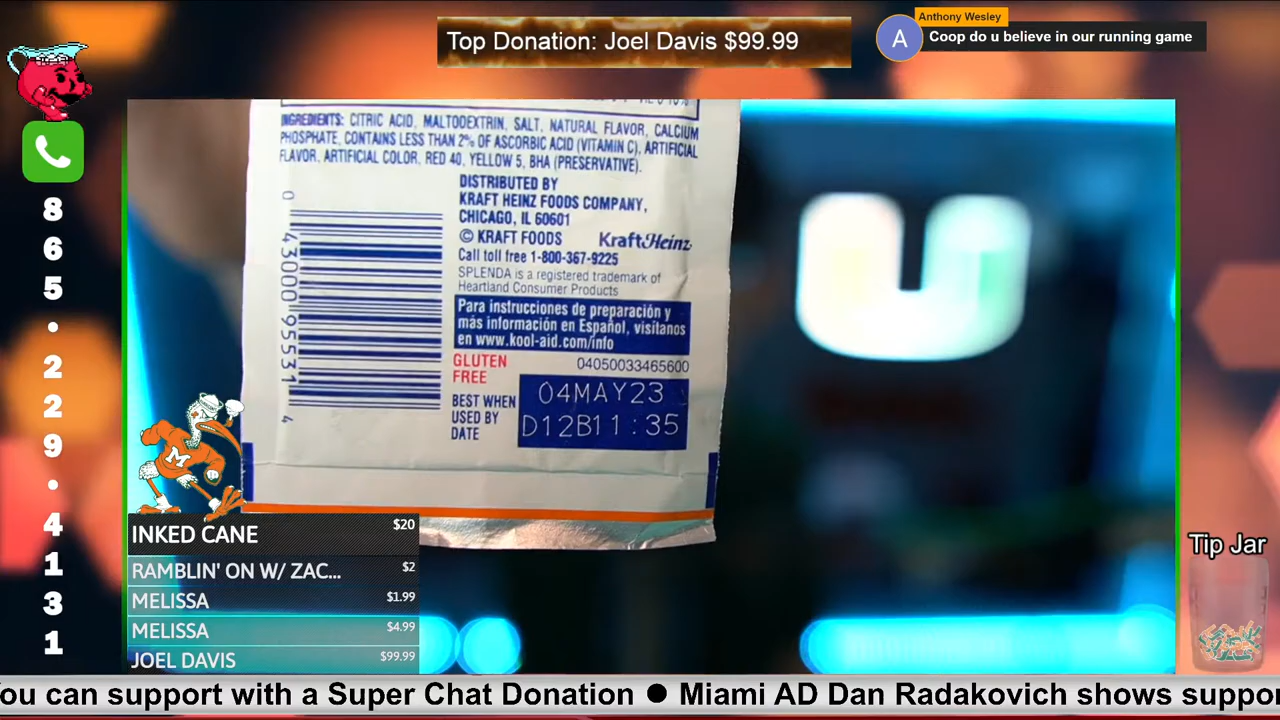 Top Donation: Joel Davis $99.99
Anthony Wesley
A
Coop do u believe in our running game
8
6
5
•
2
2
9
•
4
1
3
1
INGREDIENTS: CITRIC ACID, MALTODEXTRIN, SALT, NATURAL FLAVOR, CALCIUM
PHOSPHATE, CONTAINS LESS THAN 2% OF ASCORBIC ACID (VITAMIN C), ARTIFICIAL
FLAVOR, ARTIFICIAL COLOR, RED 40, YELLOW 5, BHA (PRESERVATIVE).
DISTRIBUTED BY
KRAFT HEINZ FOODS COMPANY,
CHICAGO, IL 60601
© KRAFT FOODS KraftHeinz
Call toll free 1-800-367-9225
SPLENDA is a registered trademark of
Heartland Consumer Products
Para instrucciones de preparación y
más información en Español, visítanos
en www.kool-aid.com/info
GLUTEN
FREE
04050033465600
BEST WHEN
USED BY
DATE
04MAY23
D12B11:35
0 43000 95531 4
M
INKED CANE $20
RAMBLIN' ON W/ ZAC... $2
MELISSA $1.99
MELISSA $4.99
JOEL DAVIS $99.99
Tip Jar
You can support with a Super Chat Donation ● Miami AD Dan Radakovich shows suppor